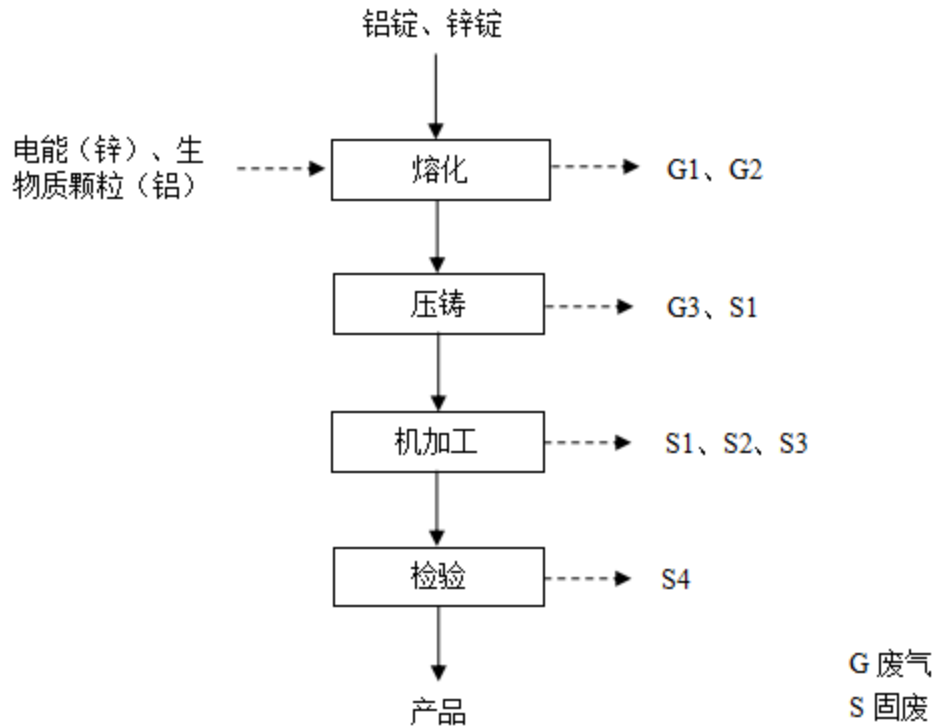 铝锭、锌锭
电能（锌）、生
物质颗粒（铝）
熔化
G1、G2
压铸
G3、S1
机加工
S1、S2、S3
检验
S4
产品
G 废气
S 固废